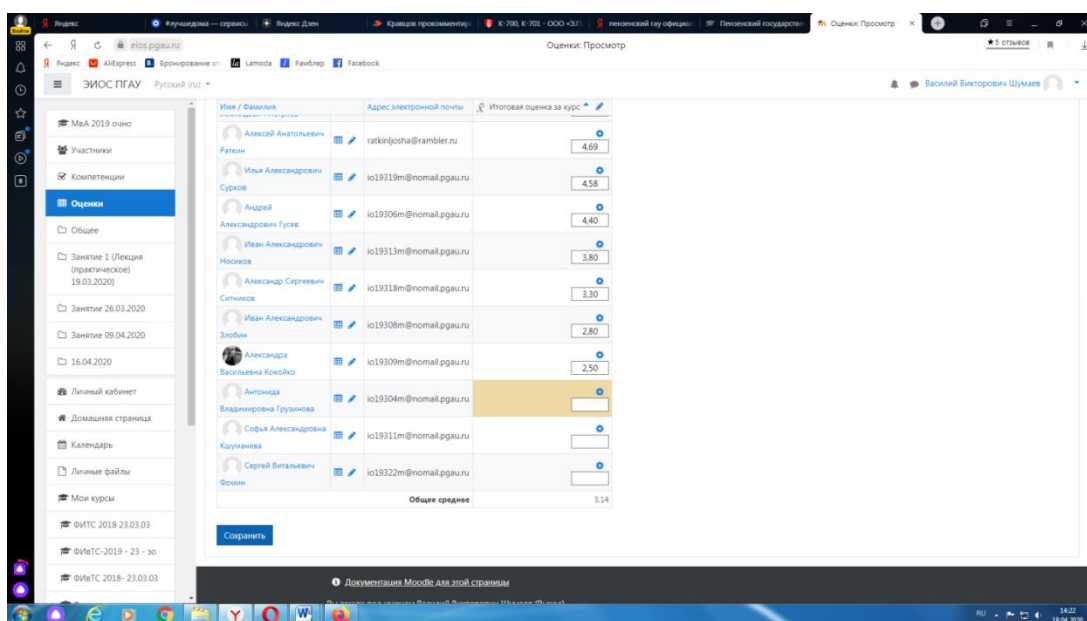 Войти
Яндекс
#лучшедома — сервисы
Яндекс Дзен
Кравцов прокомментир
К-700, К-701 - ООО «З
пензенский гау официал
Пензенский государстве
Оценки: Просмотр
eios.pgau.ru
Оценки: Просмотр
★5 отзывов
Яндекс
AliExpress
Бронирование от
Lamoda
Рамблер
Facebook
ЭИОС ПГАУ
Русский (ru)
Василий Викторович Шумаев
МвА 2019 очно
Участники
Компетенции
Оценки
Общее
Занятие 1 (Лекция
(практическое)
19.03.2020)
Занятие 26.03.2020
Занятие 09.04.2020
16.04.2020
Личный кабинет
Домашняя страница
Календарь
Личные файлы
Мои курсы
ФИТС 2018 23.03.03
ФИвТС-2019 - 23 - зо
ФИвТС 2018- 23.03.03
Имя / Фамилия
Адрес электронной почты
Итоговая оценка за курс
Алексей Анатольевич
Раткин
ratkinljosha@rambler.ru
4,69
Илья Александрович
Сурков
io19319m@nomail.pgau.ru
4,58
Андрей
Александрович Гусев
io19306m@nomail.pgau.ru
4,40
Иван Александрович
Носиков
io19313m@nomail.pgau.ru
3,80
Александр Сергеевич
Ситников
io19318m@nomail.pgau.ru
3,30
Иван Александрович
Злобин
io19308m@nomail.pgau.ru
2,80
Александра
Васильевна Кокойко
io19309m@nomail.pgau.ru
2,50
Антонида
Владимировна Грузинова
io19304m@nomail.pgau.ru
Софья Александровна
Кшуманева
io19311m@nomail.pgau.ru
Сергей Витальевич
Фомин
io19322m@nomail.pgau.ru
Общее среднее
3,14
Сохранить
Документация Moodle для этой страницы
RU
14:22
18.04.2020